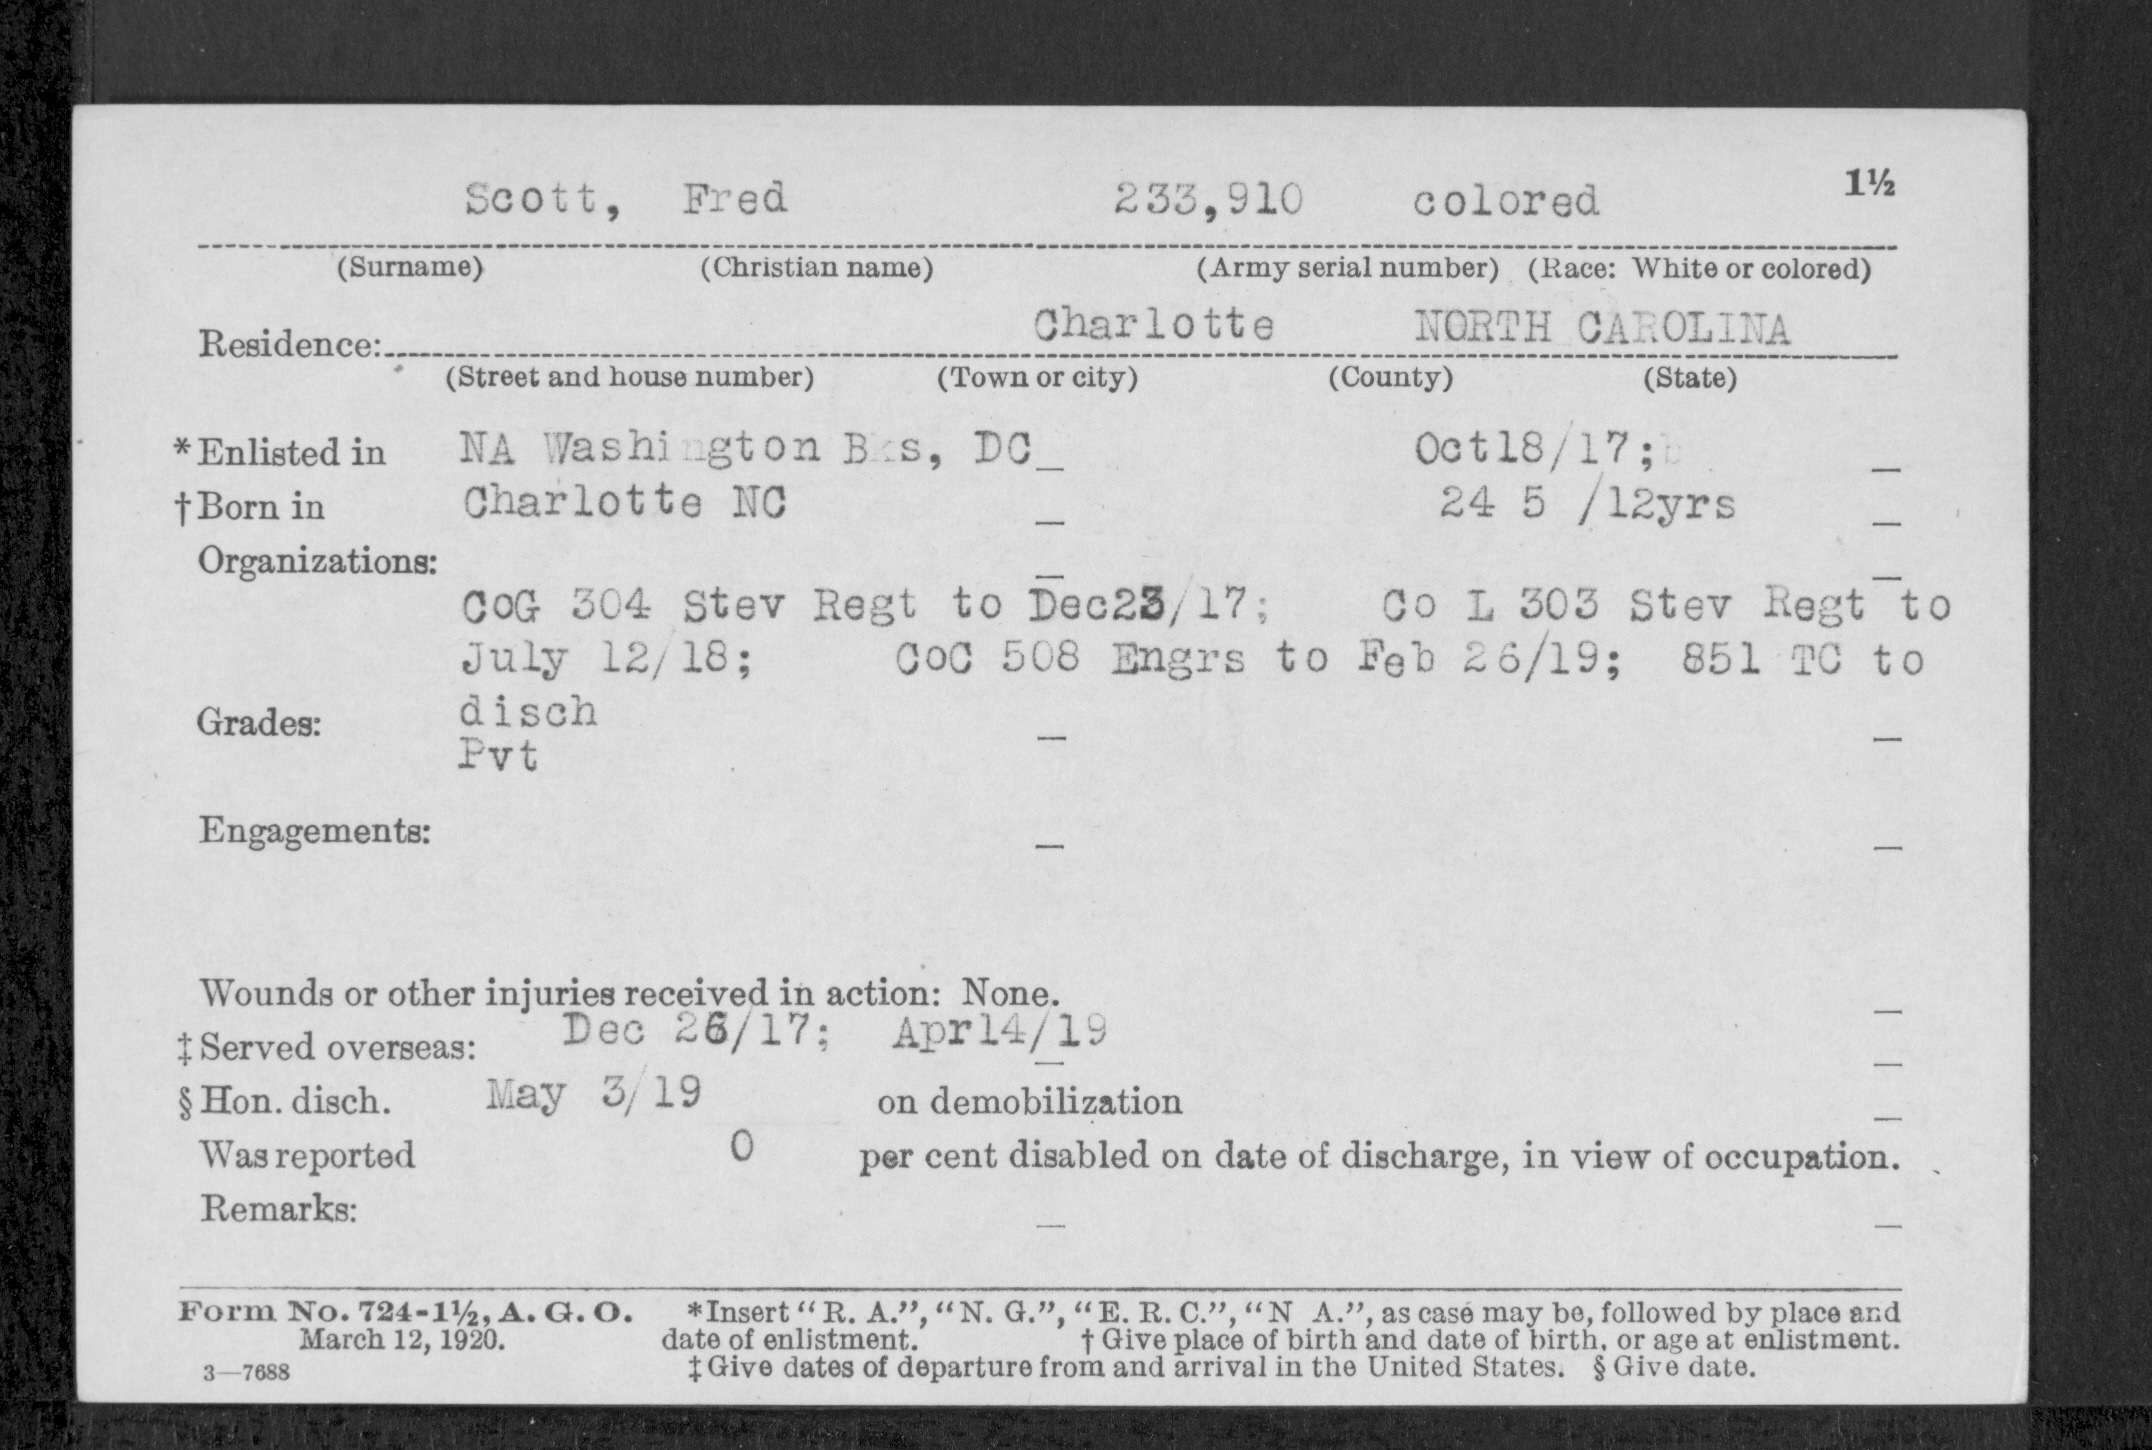 1½
Scott, Fred 233,910 colored
(Surname) (Christian name) (Army serial number) (Race: White or colored)
Residence: Charlotte NORTH CAROLINA
(Street and house number) (Town or city) (County) (State)
*Enlisted in NA Washington Bks, DC Oct18/17;
†Born in Charlotte NC 24 5 /12yrs
Organizations:
CoG 304 Stev Regt to Dec23/17; Co L 303 Stev Regt to
July 12/18; CoC 508 Engrs to Feb 26/19; 851 TC to
disch
Grades:
Pvt
Engagements:
Wounds or other injuries received in action: None.
‡Served overseas: Dec 26/17; Apr14/19
§Hon. disch. May 3/19 on demobilization
Was reported 0 per cent disabled on date of discharge, in view of occupation.
Remarks:
Form No. 724-1½, A. G. O. *Insert "R. A.", "N. G.", "E. R. C.", "N A.", as case may be, followed by place and
March 12, 1920. date of enlistment. †Give place of birth and date of birth, or age at enlistment.
3—7688 ‡Give dates of departure from and arrival in the United States. §Give date.